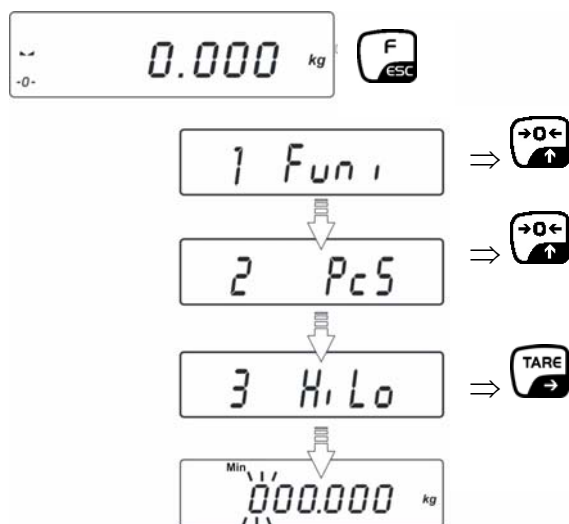 0.000 kg
-0-
F
ESC
1 Funi
→0←
2 PcS
→0←
3 HiLo
TARE
Min
000.000 kg